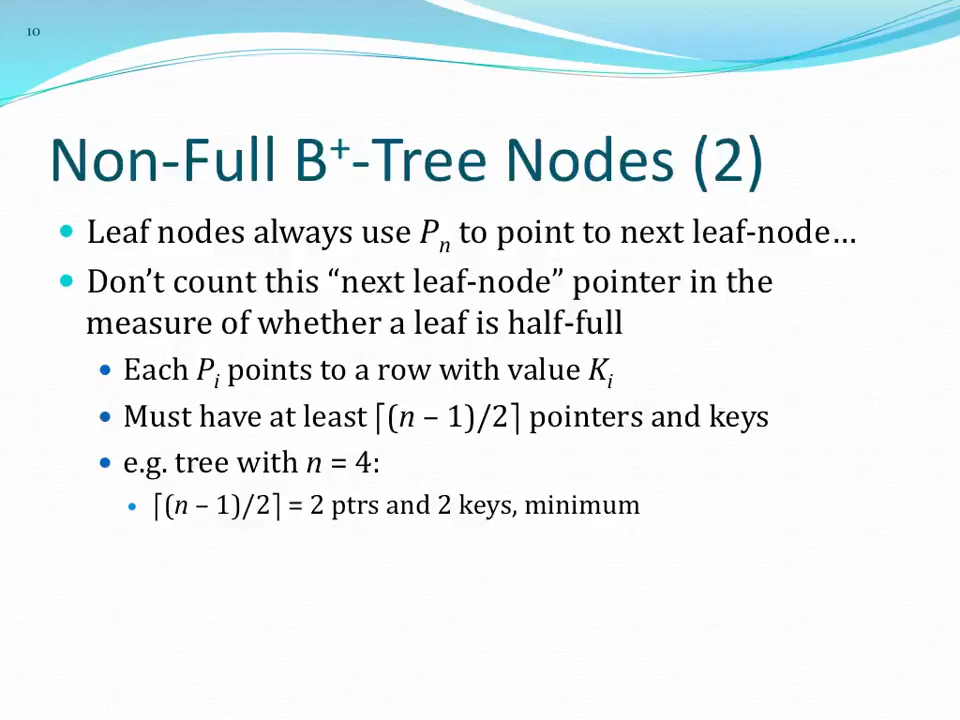 10
Non-Full B⁺-Tree Nodes (2)
• Leaf nodes always use Pₙ to point to next leaf-node…
• Don’t count this “next leaf-node” pointer in the
measure of whether a leaf is half-full
• Each Pᵢ points to a row with value Kᵢ
• Must have at least ⌈(n – 1)/2⌉ pointers and keys
• e.g. tree with n = 4:
• ⌈(n – 1)/2⌉ = 2 ptrs and 2 keys, minimum